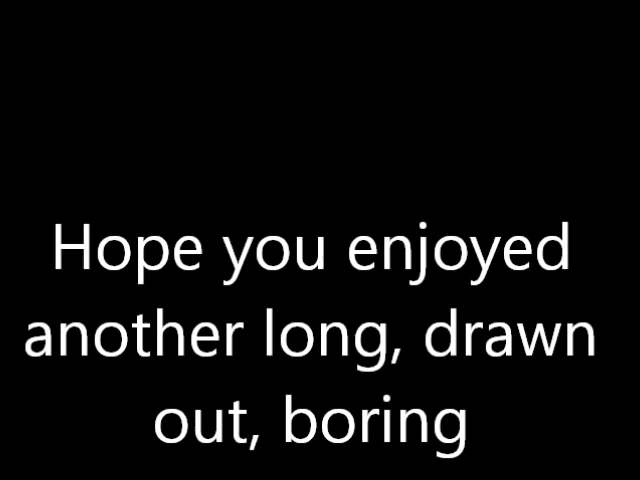 Hope you enjoyed
another long, drawn
out, boring